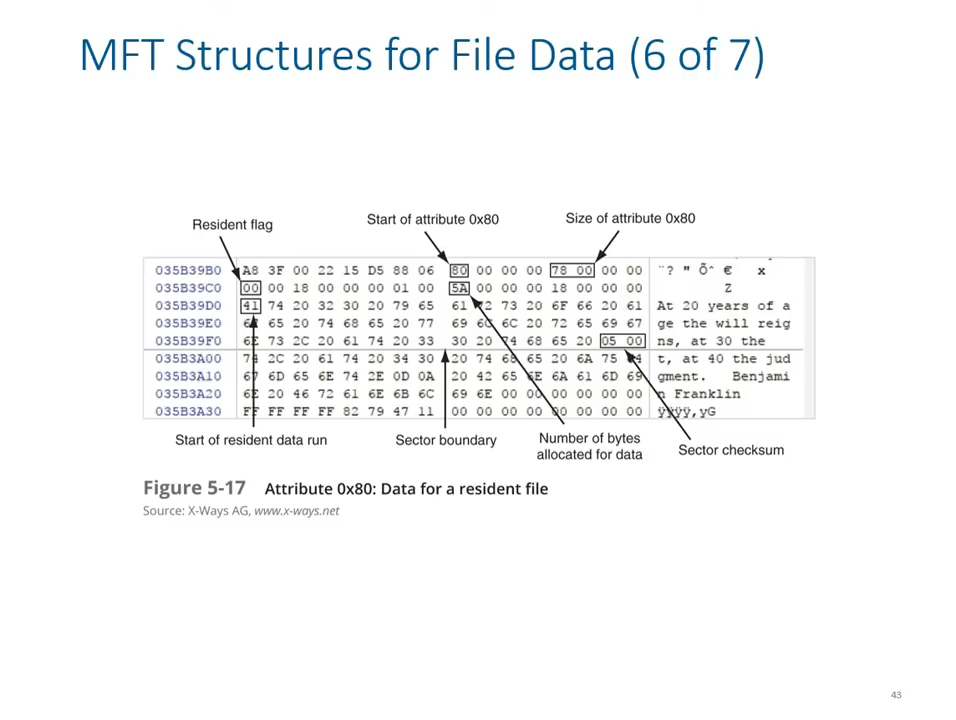 MFT Structures for File Data (6 of 7)
Resident flag
Start of attribute 0x80
Size of attribute 0x80
035B39B0 A8 3F 00 22 15 D5 88 06 80 00 00 00 78 00 00 00 ¨? " Õˆ € x
035B39C0 00 00 18 00 00 00 01 00 5A 00 00 00 18 00 00 00 Z
035B39D0 41 74 20 32 30 20 79 65 61 72 73 20 6F 66 20 61 At 20 years of a
035B39E0 67 65 20 74 68 65 20 77 69 6C 6C 20 72 65 69 67 ge the will reig
035B39F0 6E 73 2C 20 61 74 20 33 30 20 74 68 65 20 05 00 ns, at 30 the
035B3A00 74 2C 20 61 74 20 34 30 20 74 68 65 20 6A 75 64 t, at 40 the jud
035B3A10 67 6D 65 6E 74 2E 0D 0A 20 42 65 6E 6A 61 6D 69 gment. Benjami
035B3A20 6E 20 46 72 61 6E 6B 6C 69 6E 00 00 00 00 00 00 n Franklin
035B3A30 FF FF FF FF 82 79 47 11 00 00 00 00 00 00 00 00 ÿÿÿÿ‚yG
Start of resident data run
Sector boundary
Number of bytes
allocated for data
Sector checksum
Figure 5-17 Attribute 0x80: Data for a resident file
Source: X-Ways AG, www.x-ways.net
43